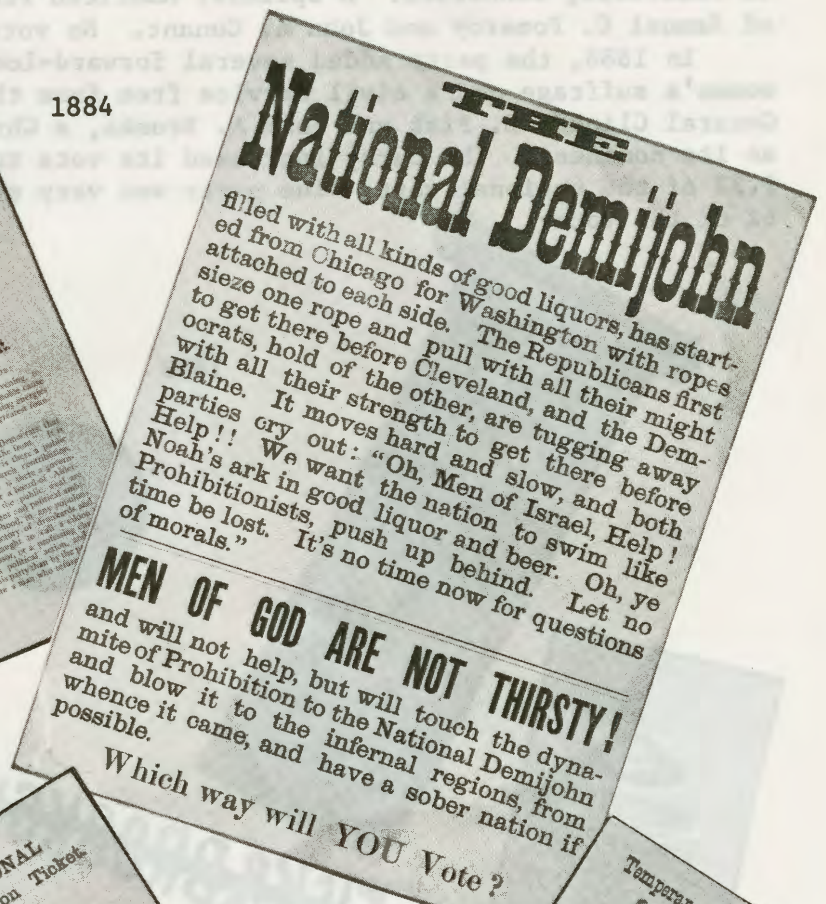 1884
THE
National Demijohn
filled with all kinds of good liquors, has start-
ed from Chicago for Washington with ropes
attached to each side. The Republicans first
sieze one rope and pull with all their might
to get there before Cleveland, and the Dem-
ocrats, hold of the other, are tugging away
with all their strength to get there before
Blaine. It moves hard and slow, and both
parties cry out: “Oh, Men of Israel, Help !
Help !! We want the nation to swim like
Noah's ark in good liquor and beer. Oh, ye
Prohibitionists, push up behind. Let no
time be lost. It's no time now for questions
of morals.”
MEN OF GOD ARE NOT THIRSTY!
and will not help, but will touch the dyna-
mite of Prohibition to the National Demijohn
and blow it to the infernal regions, from
whence it came, and have a sober nation if
possible.
Which way will YOU Vote ?
NAL
on Ticket.
Tempera